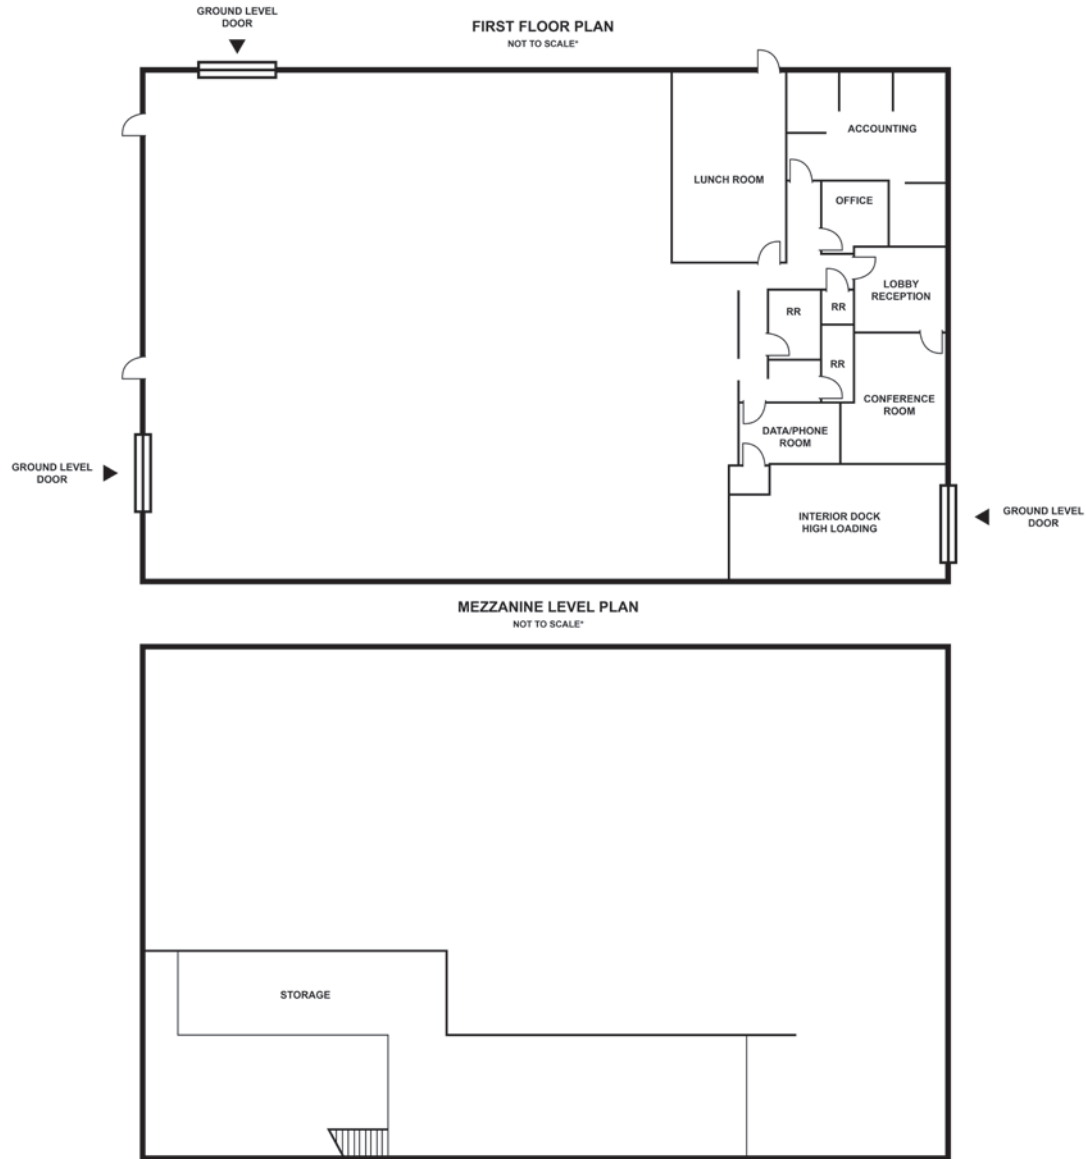 GROUND LEVEL
DOOR
FIRST FLOOR PLAN
NOT TO SCALE*
ACCOUNTING
LUNCH ROOM
OFFICE
LOBBY
RECEPTION
RR
RR
RR
CONFERENCE
ROOM
DATA/PHONE
ROOM
GROUND LEVEL
DOOR
INTERIOR DOCK
HIGH LOADING
GROUND LEVEL
DOOR
MEZZANINE LEVEL PLAN
NOT TO SCALE*
STORAGE